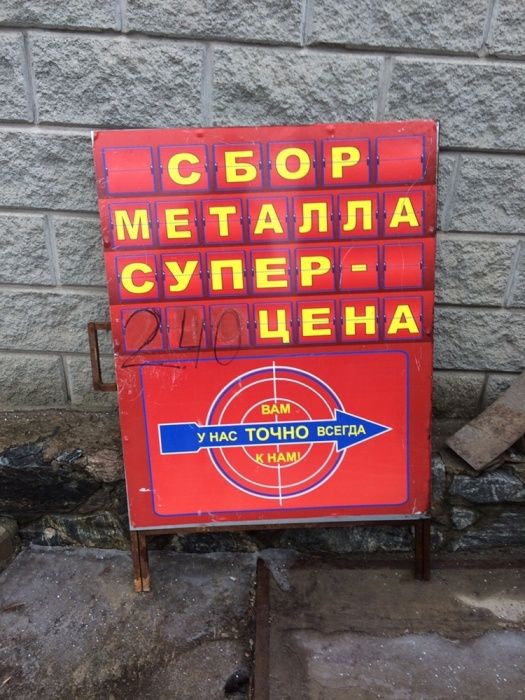 СБОР
МЕТАЛЛА
СУПЕР-
240 ЦЕНА
ВАМ
У НАС ТОЧНО ВСЕГДА
К НАМ!